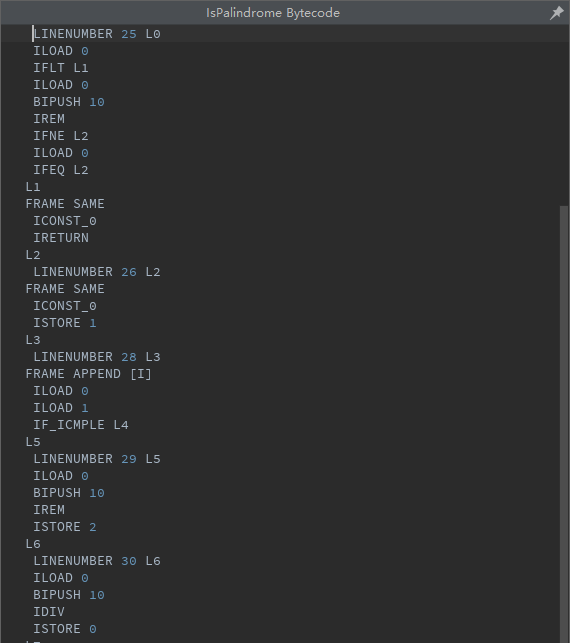 IsPalindrome Bytecode
LINENUMBER 25 L0
ILOAD 0
IFLT L1
ILOAD 0
BIPUSH 10
IREM
IFNE L2
ILOAD 0
IFEQ L2
L1
FRAME SAME
ICONST_0
IRETURN
L2
LINENUMBER 26 L2
FRAME SAME
ICONST_0
ISTORE 1
L3
LINENUMBER 28 L3
FRAME APPEND [I]
ILOAD 0
ILOAD 1
IF_ICMPLE L4
L5
LINENUMBER 29 L5
ILOAD 0
BIPUSH 10
IREM
ISTORE 2
L6
LINENUMBER 30 L6
ILOAD 0
BIPUSH 10
IDIV
ISTORE 0